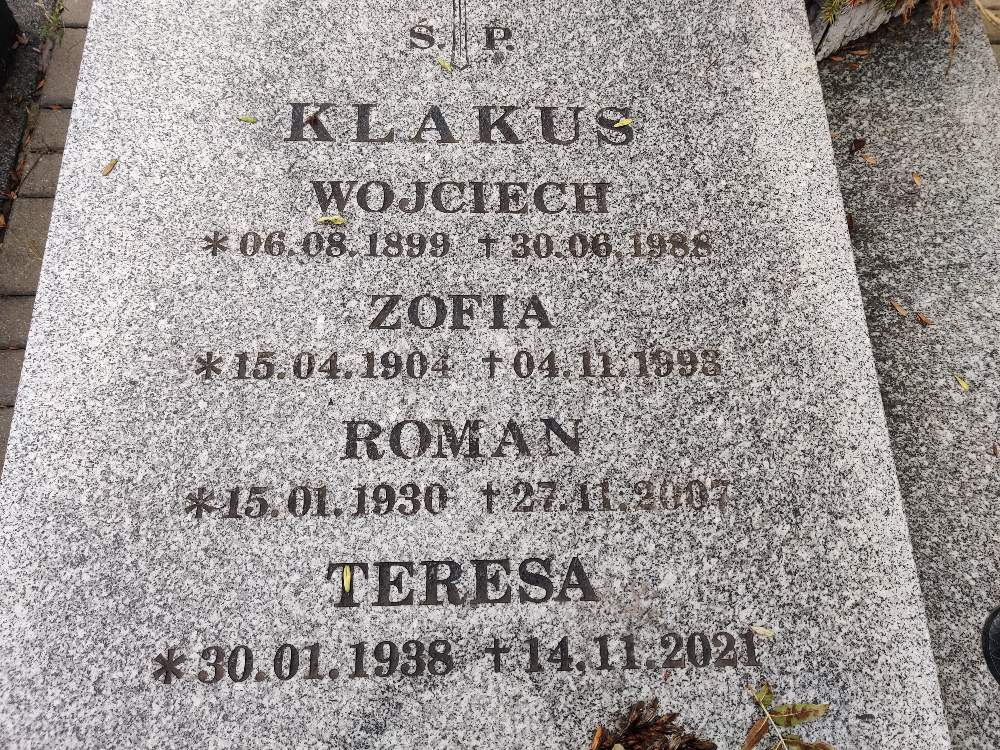 Ś. P.
KLAKUS
WOJCIECH
*06.08.1899 †30.06.1988
ZOFIA
*15.04.1904 †04.11.1993
ROMAN
*15.01.1930 †27.11.2007
TERESA
*30.01.1938 †14.11.2021